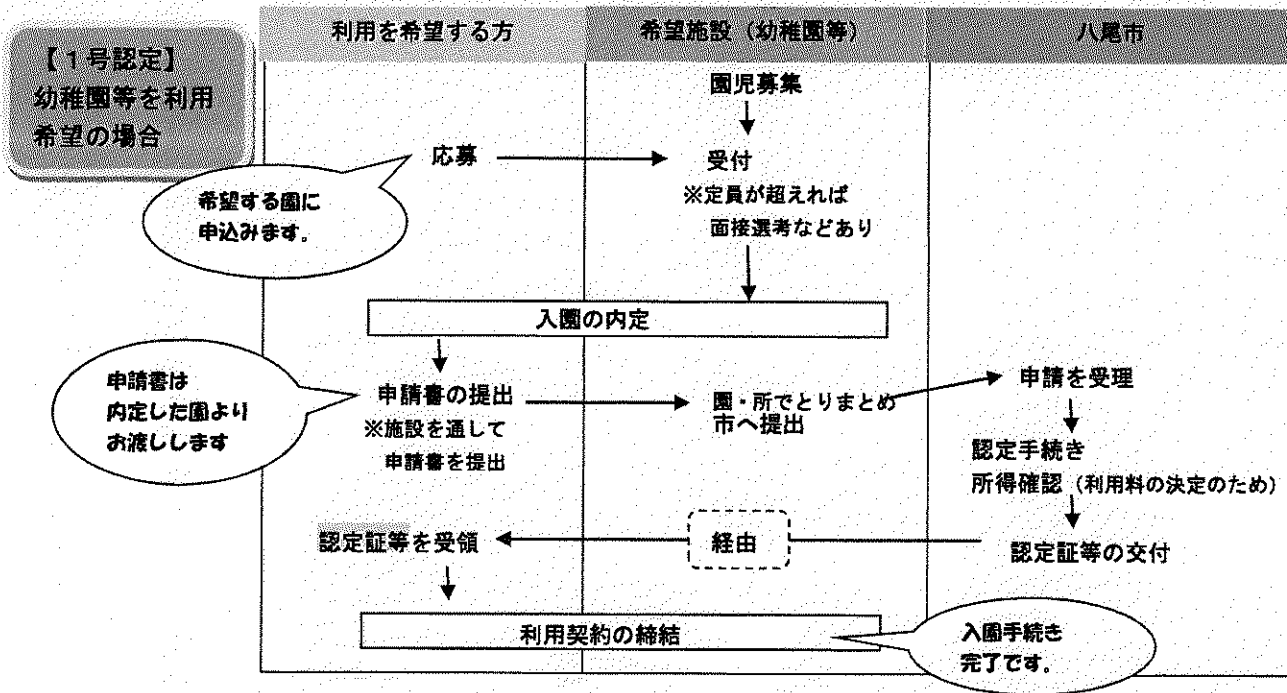 【１号認定】
幼稚園等を利用
希望の場合
利用を希望する方
希望施設（幼稚園等）
八尾市
園児募集
応募
受付
※定員が超えれば
面接選考などあり
希望する園に
申込みます。
入園の内定
申請書は
内定した園より
お渡しします
申請書の提出
※施設を通して
申請書を提出
園・所でとりまとめ
市へ提出
申請を受理
認定手続き
所得確認（利用料の決定のため）
認定証等を受領
経由
認定証等の交付
利用契約の締結
入園手続き
完了です。